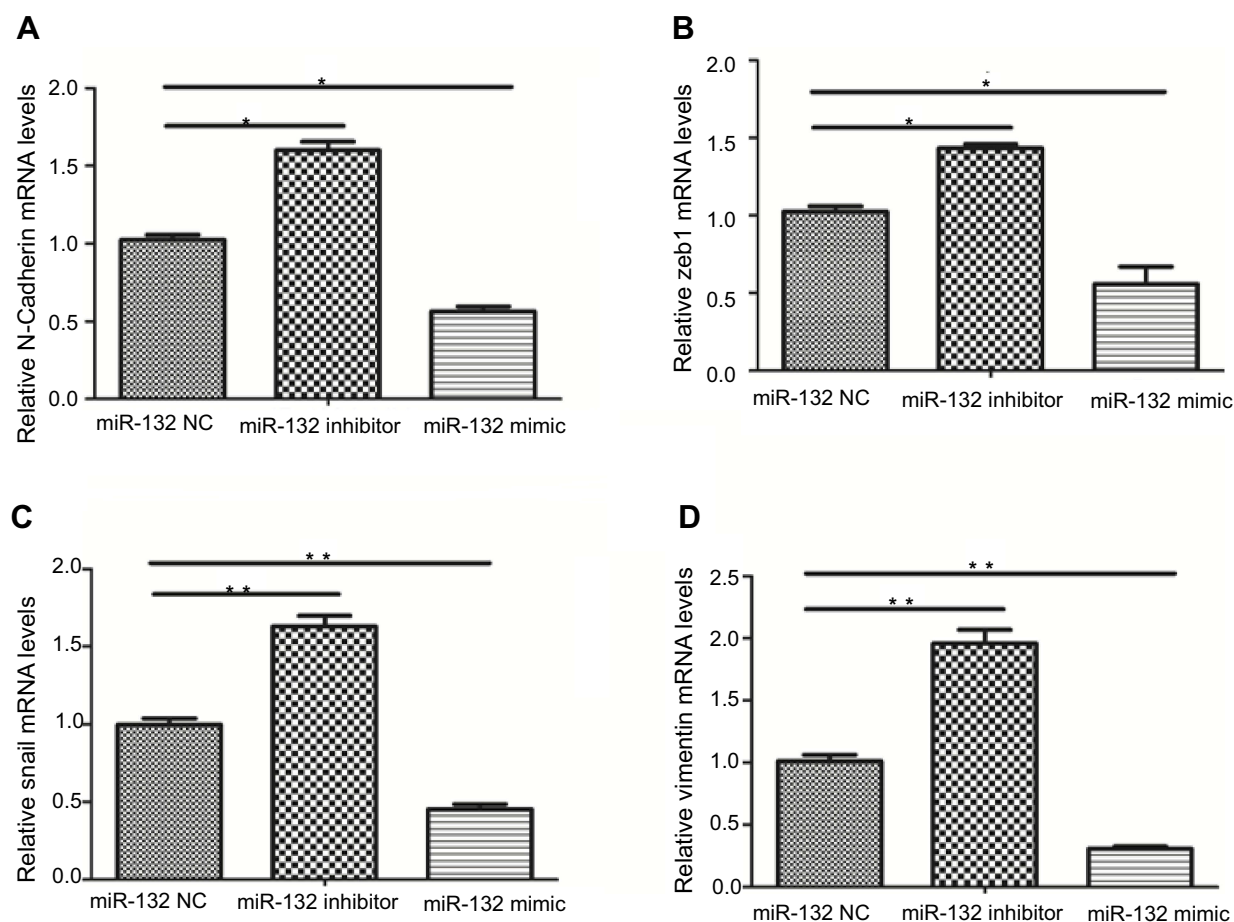 A
Relative N-Cadherin mRNA levels
2.0
1.5
1.0
0.5
0.0
*
*
miR-132 NC
miR-132 inhibitor
miR-132 mimic
B
Relative zeb1 mRNA levels
2.0
1.5
1.0
0.5
0.0
*
*
miR-132 NC
miR-132 inhibitor
miR-132 mimic
C
Relative snail mRNA levels
2.0
1.5
1.0
0.5
0.0
* *
* *
miR-132 NC
miR-132 inhibitor
miR-132 mimic
D
Relative vimentin mRNA levels
2.5
2.0
1.5
1.0
0.5
0.0
* *
* *
miR-132 NC
miR-132 inhibitor
miR-132 mimic